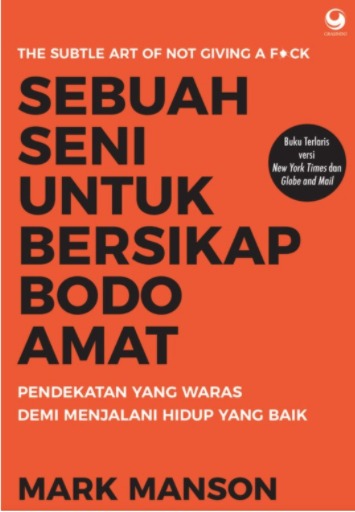 THE SUBTLE ART OF NOT GIVING A F♠CK
SEBUAH
SENI
UNTUK
BERSIKAP
BODO
AMAT
Buku Terlaris
versi
New York Times dan
Globe and Mail
PENDEKATAN YANG WARAS
DEMI MENJALANI HIDUP YANG BAIK
MARK MANSON